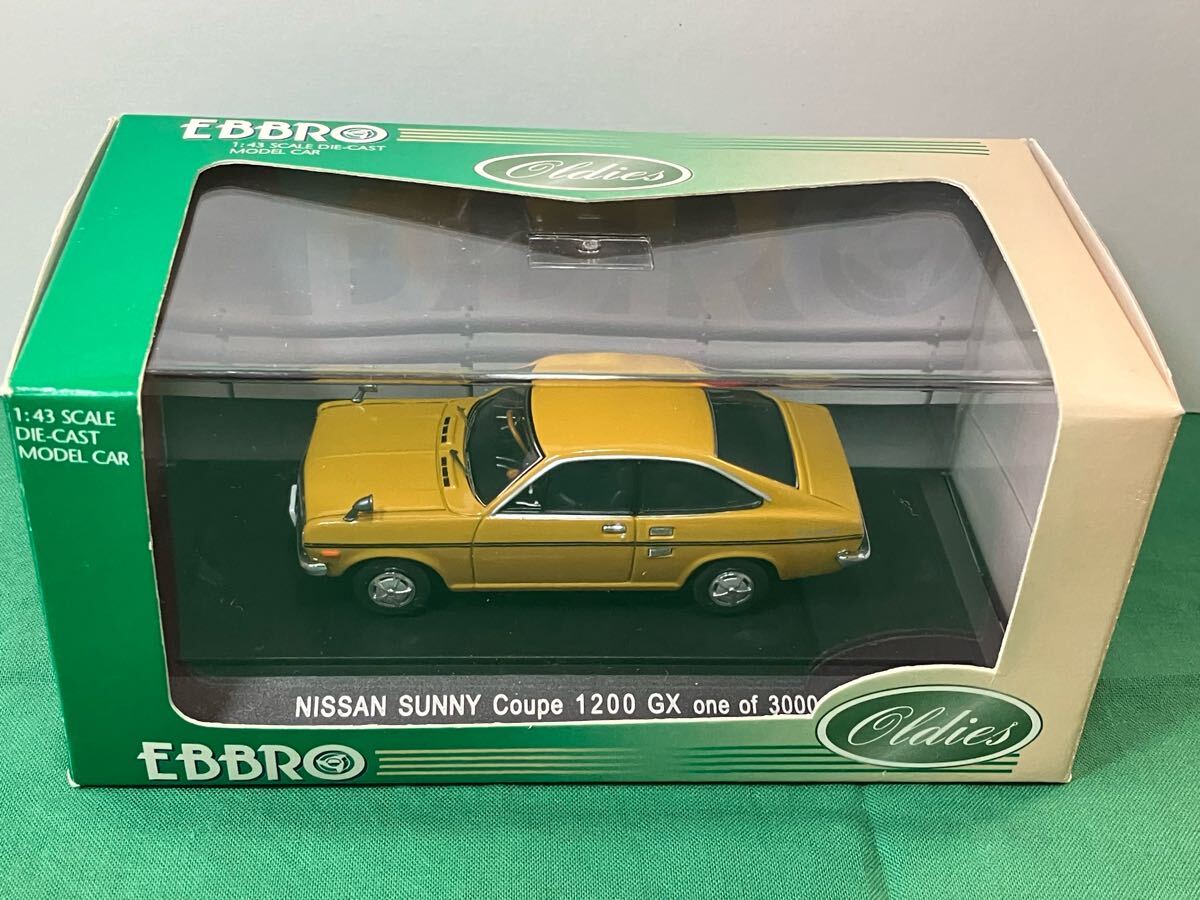 EBBRO
1:43 SCALE DIE-CAST
MODEL CAR
Oldies
1:43 SCALE
DIE-CAST
MODEL CAR
NISSAN SUNNY Coupe 1200 GX one of 3000
Oldies
EBBRO